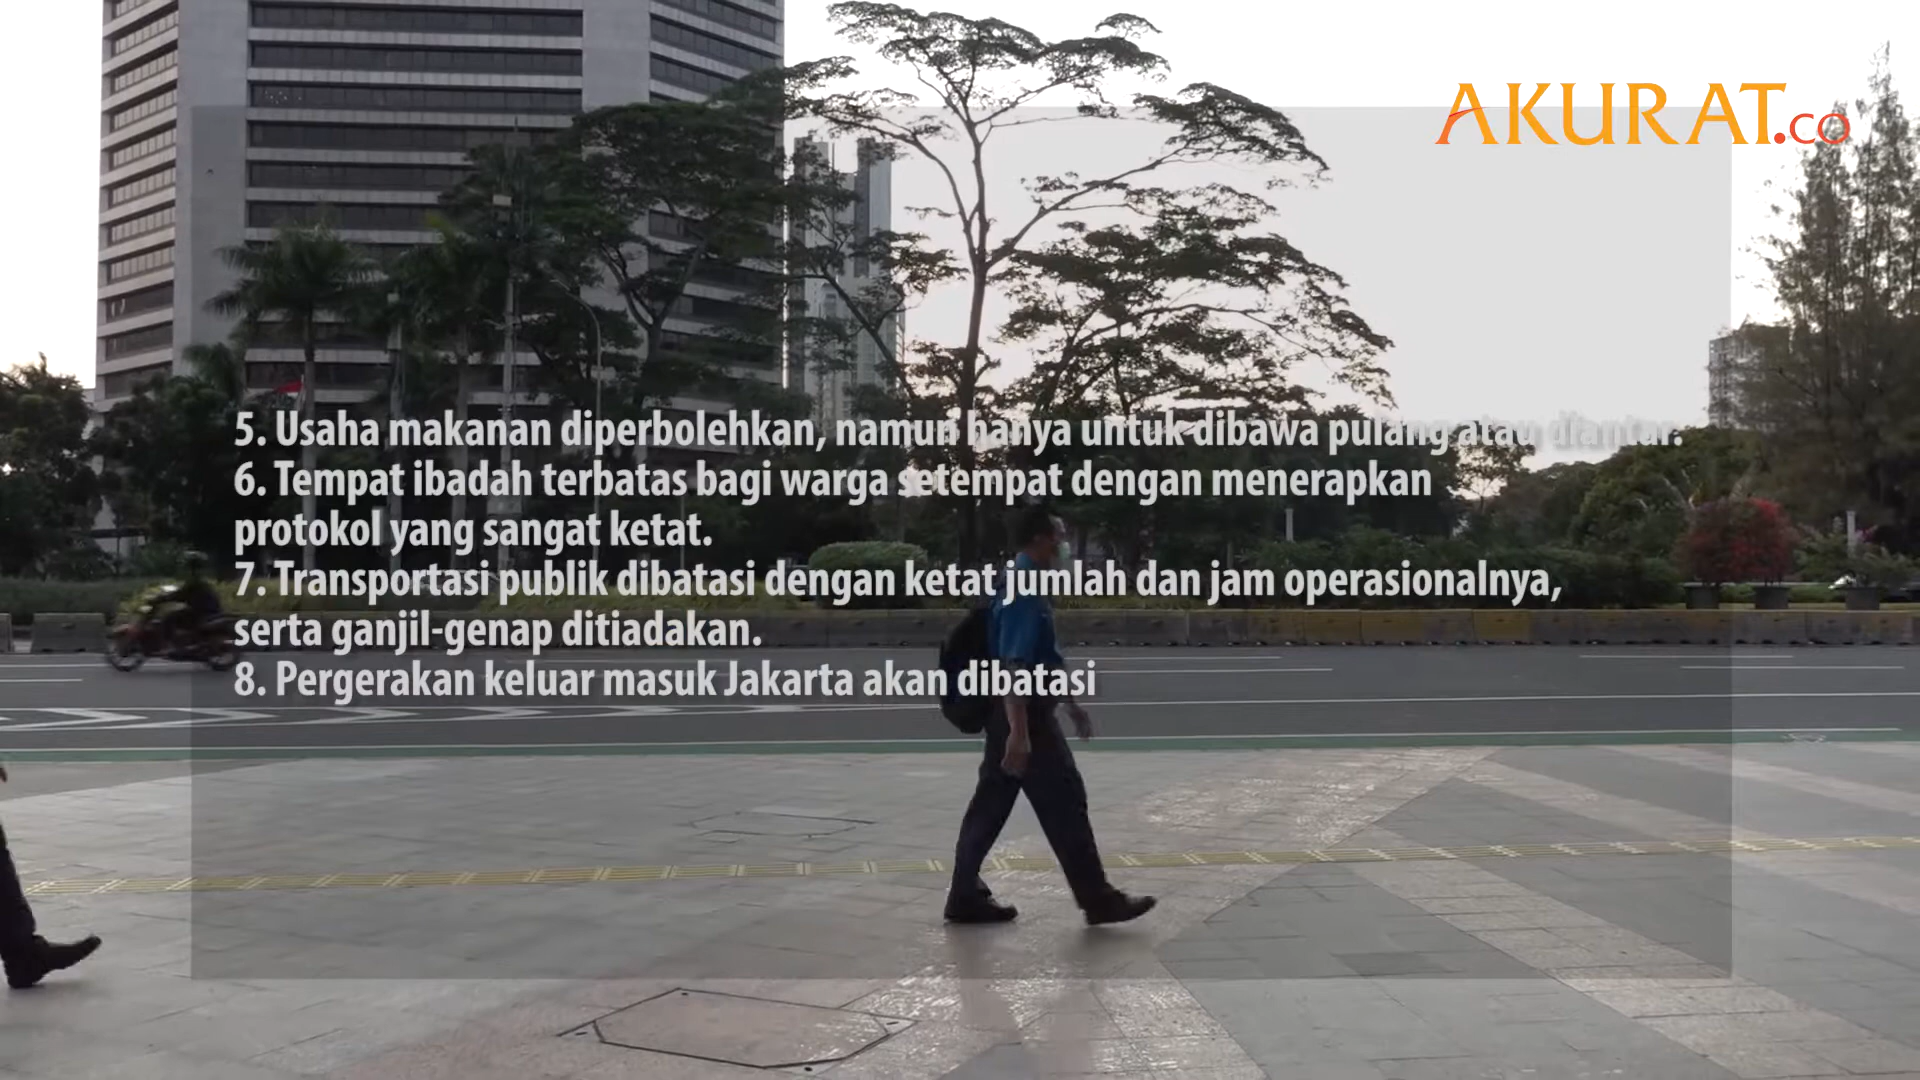 AKURAT.co
5. Usaha makanan diperbolehkan, namun hanya untuk dibawa pulang atau diantar.
6. Tempat ibadah terbatas bagi warga setempat dengan menerapkan
protokol yang sangat ketat.
7. Transportasi publik dibatasi dengan ketat jumlah dan jam operasionalnya,
serta ganjil-genap ditiadakan.
8. Pergerakan keluar masuk Jakarta akan dibatasi